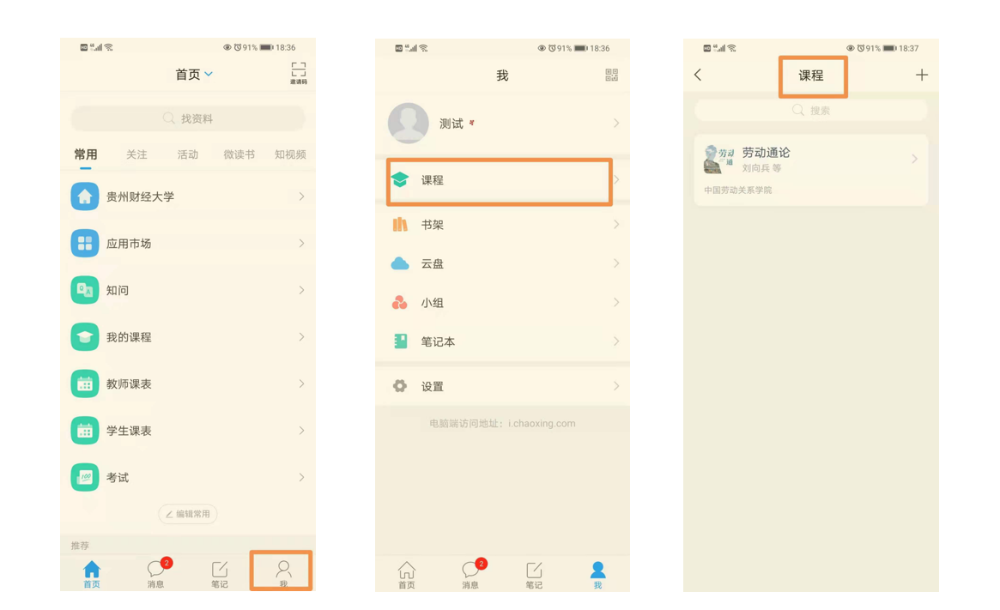 18:36
91%
首页
邀请码
找资料
常用 关注 活动 微读书 知视频
贵州财经大学
应用市场
知问
我的课程
教师课表
学生课表
考试
编辑常用
推荐
2
首页 消息 笔记 我
91% 18:36
我
测试
课程
书架
云盘
小组
笔记本
设置
电脑端访问地址：i.chaoxing.com
2
首页 消息 笔记 我
91% 18:37
课程
搜索
劳动通论
刘向兵 等
中国劳动关系学院